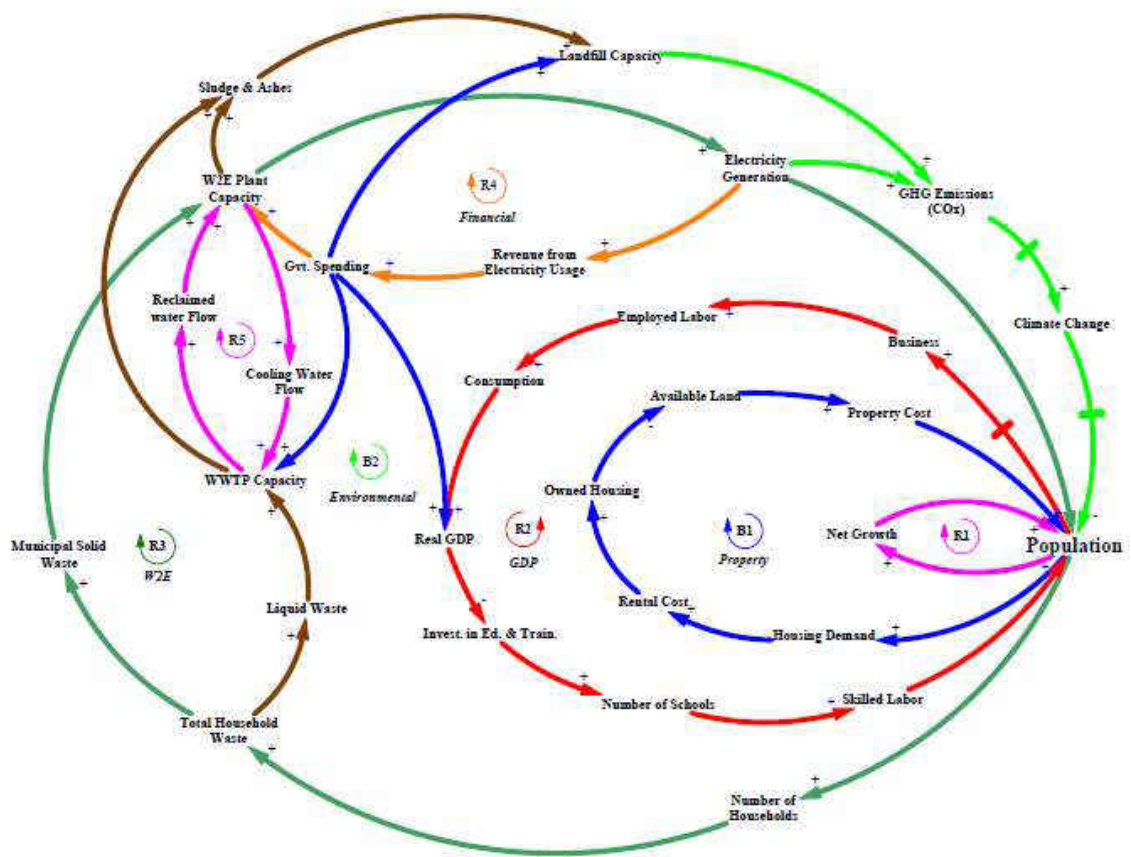 Landfill Capacity
Sludge & Ashes
Electricity
Generation
W2E Plant
Capacity
R4
Financial
GHG Emissions
(COx)
Gvt. Spending
Revenue from
Electricity Usage
Reclaimed
water Flow
R5
Employed Labor
Climate Change
Business
Cooling Water
Flow
Consumption
Available Land
Property Cost
WWTP Capacity
B2
Environmental
Owned Housing
Municipal Solid
Waste
R3
W2E
Real GDP
R2
GDP
B1
Property
Net Growth
R1
Population
Liquid Waste
Rental Cost
Invest. in Ed. & Train.
Housing Demand
Number of Schools
Skilled Labor
Total Household
Waste
Number of
Households